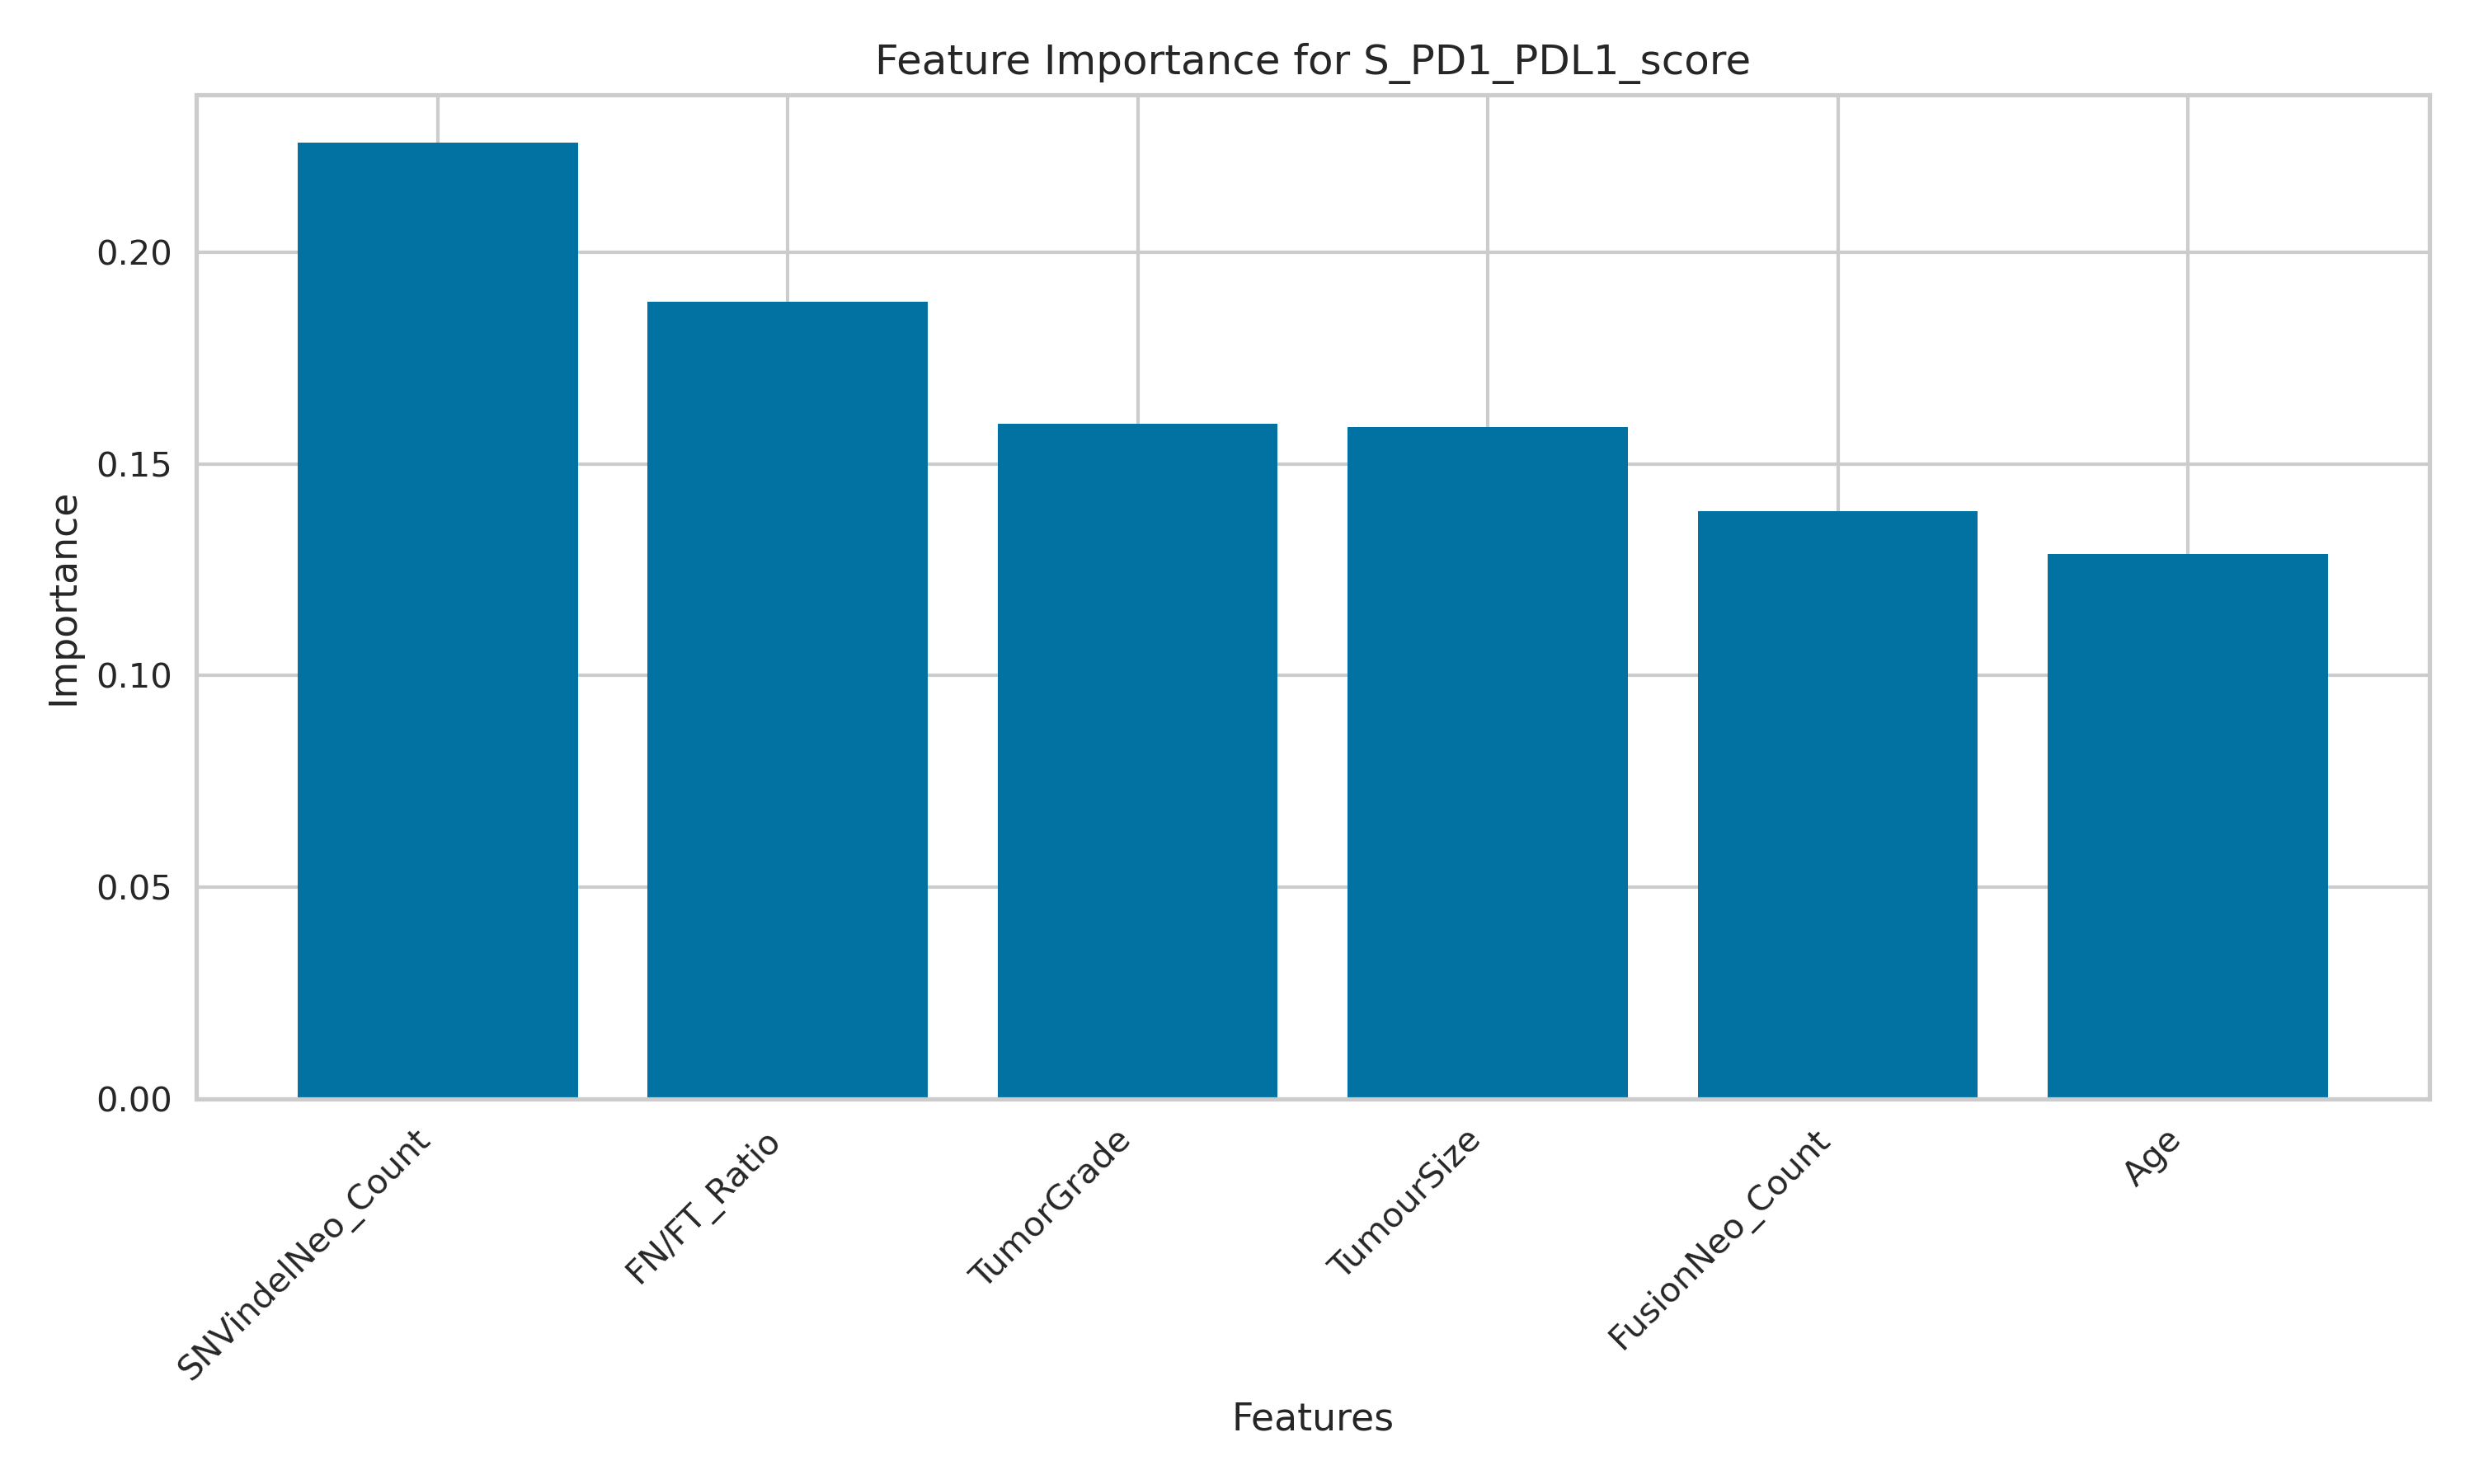 Feature Importance for S_PD1_PDL1_score
Importance
0.20
0.15
0.10
0.05
0.00
SNVindelNeo_Count
FN/FT_Ratio
TumorGrade
TumourSize
FusionNeo_Count
Age
Features